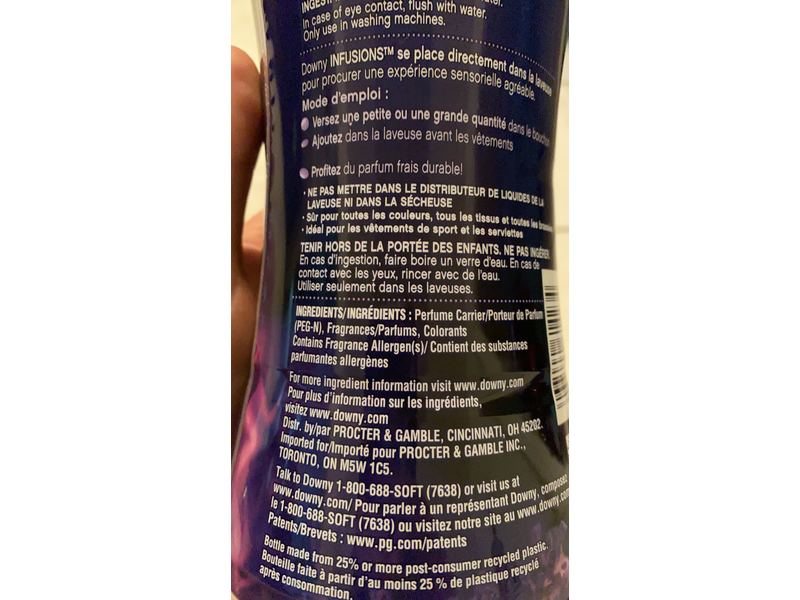 In case of eye contact, flush with water.
Only use in washing machines.
Downy INFUSIONS™ se place directement dans la laveuse
pour procurer une expérience sensorielle agréable.
Mode d'emploi :
Versez une petite ou une grande quantité dans le bouchon
Ajoutez dans la laveuse avant les vêtements
Profitez du parfum frais durable!
• NE PAS METTRE DANS LE DISTRIBUTEUR DE LIQUIDES DE LA
LAVEUSE NI DANS LA SÉCHEUSE
• Sûr pour toutes les couleurs, tous les tissus et toutes les
• Idéal pour les vêtements de sport et les serviettes
TENIR HORS DE LA PORTÉE DES ENFANTS. NE PAS INGÉRER.
En cas d'ingestion, faire boire un verre d'eau. En cas de
contact avec les yeux, rincer avec de l'eau.
Utiliser seulement dans les laveuses.
INGREDIENTS/INGRÉDIENTS : Perfume Carrier/Porteur de Parfum
(PEG-N), Fragrances/Parfums, Colorants
Contains Fragrance Allergen(s)/ Contient des substances
parfumantes allergènes
For more ingredient information visit www.downy.com
Pour plus d'information sur les ingrédients,
visitez www.downy.com
Distr. by/par PROCTER & GAMBLE, CINCINNATI, OH 45202.
Imported for/Importé pour PROCTER & GAMBLE INC.,
TORONTO, ON M5W 1C5.
Talk to Downy 1-800-688-SOFT (7638) or visit us at
www.downy.com/ Pour parler à un représentant Downy, composez
le 1-800-688-SOFT (7638) ou visitez notre site au www.downy.com
Patents/Brevets : www.pg.com/patents
Bottle made from 25% or more post-consumer recycled plastic.
Bouteille faite à partir d'au moins 25 % de plastique recyclé
après consommation.